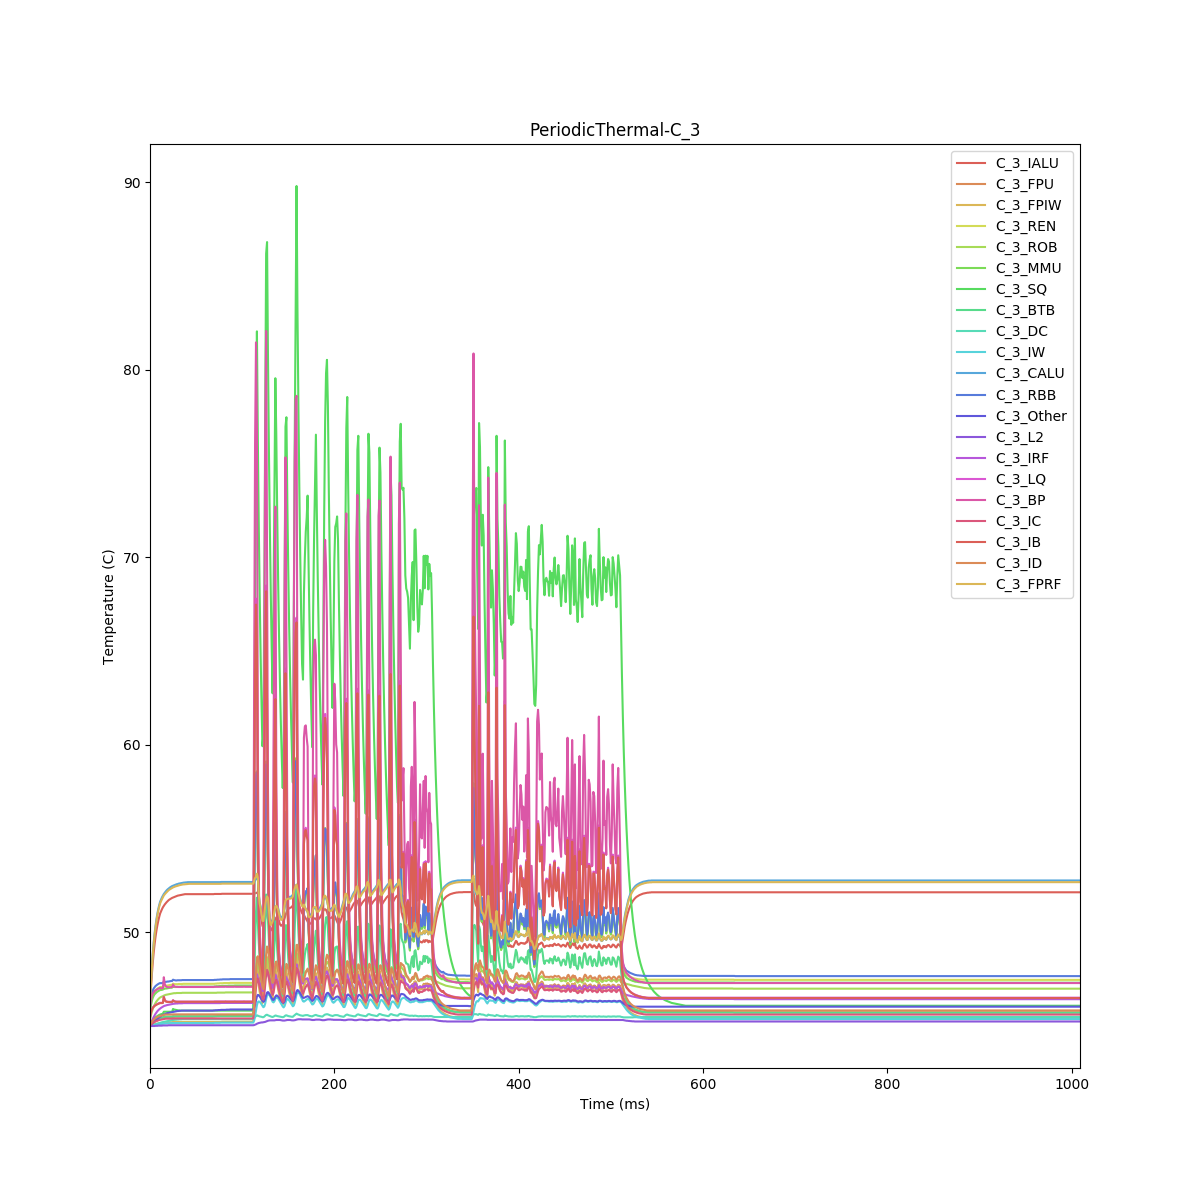 PeriodicThermal-C_3
C_3_IALU
C_3_FPU
C_3_FPIW
C_3_REN
C_3_ROB
C_3_MMU
C_3_SQ
C_3_BTB
C_3_DC
C_3_IW
C_3_CALU
C_3_RBB
C_3_Other
C_3_L2
C_3_IRF
C_3_LQ
C_3_BP
C_3_IC
C_3_IB
C_3_ID
C_3_FPRF
Temperature (C)
90
80
70
60
50
0 200 400 600 800 1000
Time (ms)